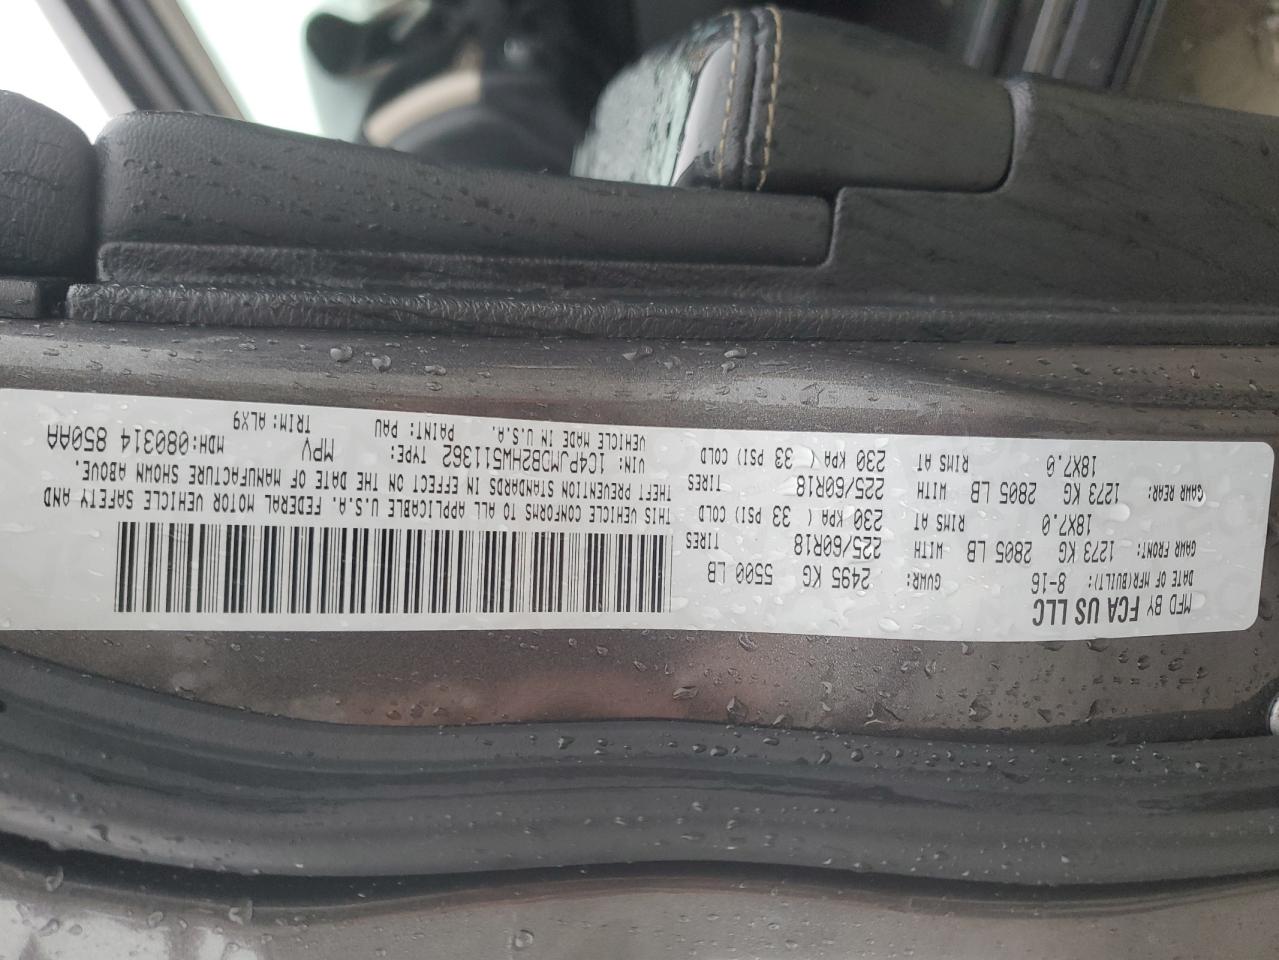 MFD BY FCA US LLC
DATE OF MFR(BUILT): 8-16 GVWR: 2495 KG 5500 LB
GAWR FRONT: 1273 KG 2805 LB WITH 225/60R18 TIRES
18X7.0 RIMS AT 230 KPA ( 33 PSI) COLD
GAWR REAR: 1273 KG 2805 LB WITH 225/60R18 TIRES
18X7.0 RIMS AT 230 KPA ( 33 PSI) COLD
THIS VEHICLE CONFORMS TO ALL APPLICABLE U.S.A. FEDERAL MOTOR VEHICLE SAFETY AND
THEFT PREVENTION STANDARDS IN EFFECT ON THE DATE OF MANUFACTURE SHOWN ABOVE.
VIN: 1C4PJMDB2HW511362 TYPE: MPV MDH:080314 850AA
VEHICLE MADE IN U.S.A. PAINT: PAU TRIM: ALX9